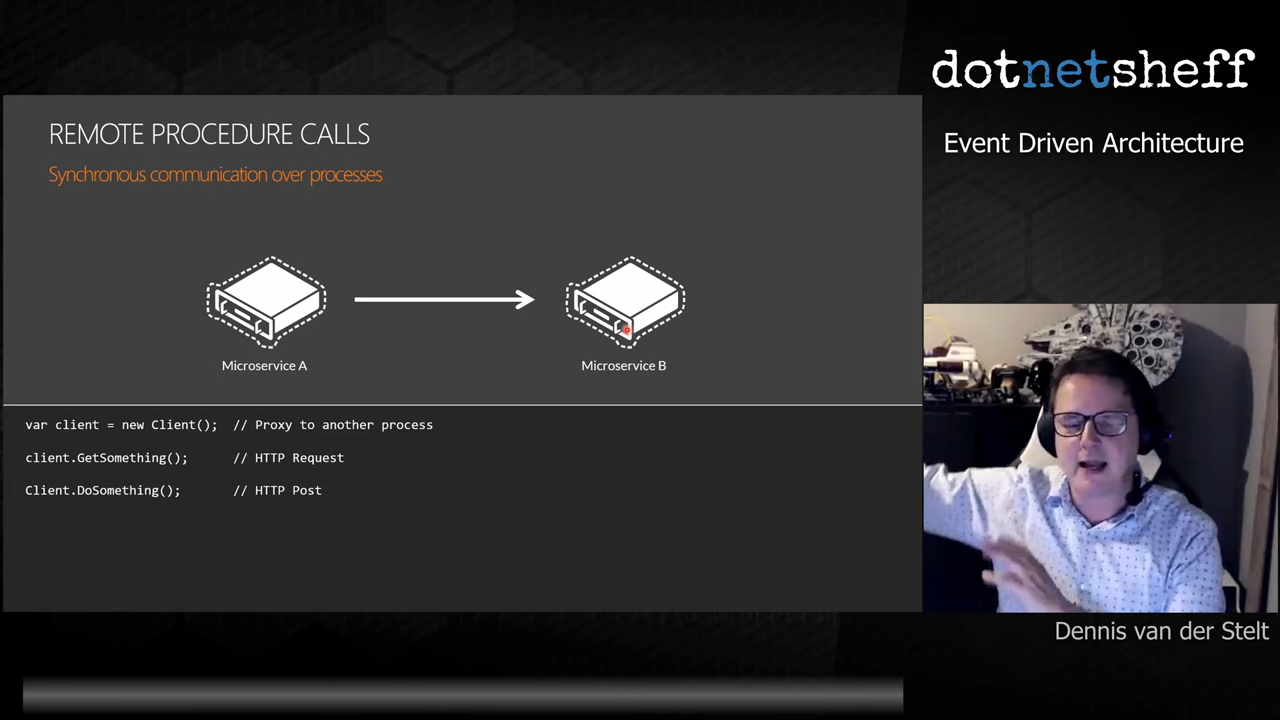 dotnetsheff
Event Driven Architecture
REMOTE PROCEDURE CALLS
Synchronous communication over processes
Microservice A
Microservice B
var client = new Client();  // Proxy to another process
client.GetSomething();      // HTTP Request
Client.DoSomething();       // HTTP Post
Dennis van der Stelt